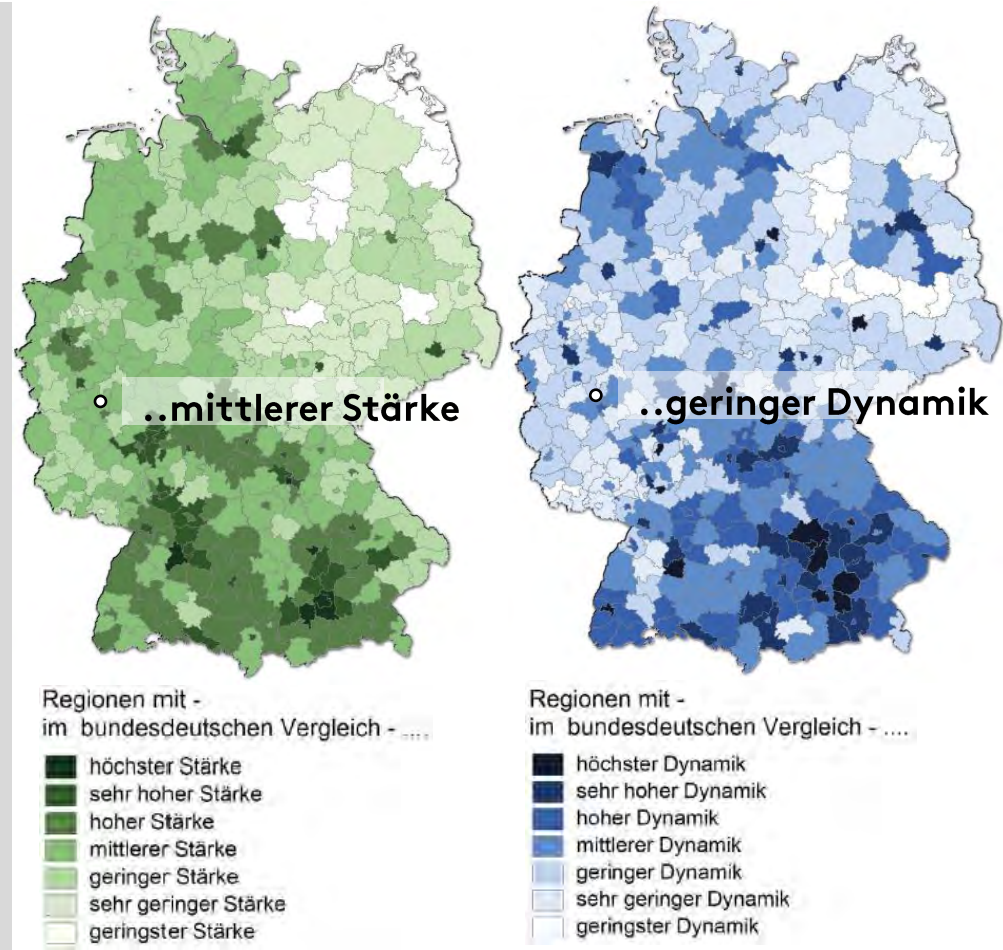 ..mittlerer Stärke
..geringer Dynamik
Regionen mit -
im bundesdeutschen Vergleich - ....
höchster Stärke
sehr hoher Stärke
hoher Stärke
mittlerer Stärke
geringer Stärke
sehr geringer Stärke
geringster Stärke
Regionen mit -
im bundesdeutschen Vergleich - ....
höchster Dynamik
sehr hoher Dynamik
hoher Dynamik
mittlerer Dynamik
geringer Dynamik
sehr geringer Dynamik
geringster Dynamik